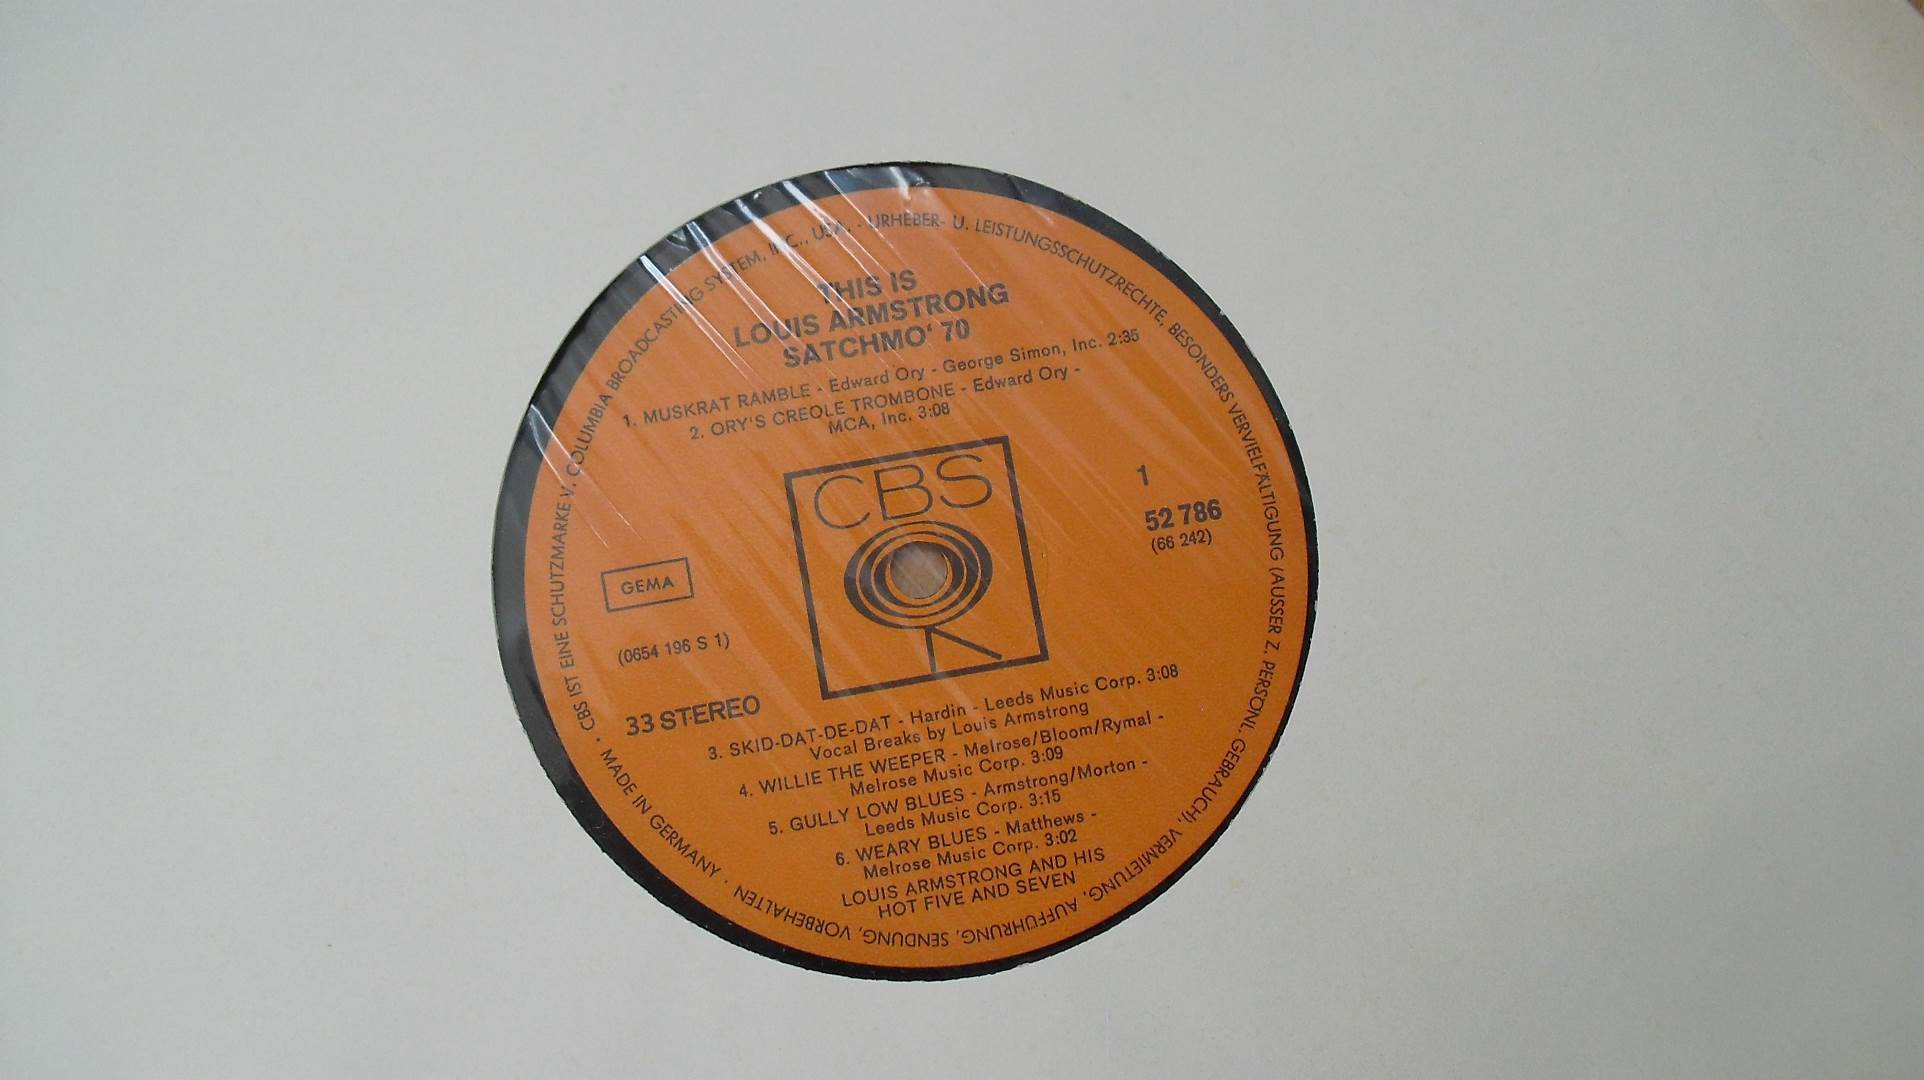 THIS IS
LOUIS ARMSTRONG
SATCHMO' 70
1. MUSKRAT RAMBLE - Edward Ory - George Simon, Inc. 2:35
2. ORY'S CREOLE TROMBONE - Edward Ory -
MCA, Inc. 3:08
CBS
1
52 786
(66 242)
GEMA
(0654 196 S 1)
33 STEREO
3. SKID-DAT-DE-DAT - Hardin - Leeds Music Corp. 3:08
Vocal Breaks by Louis Armstrong
4. WILLIE THE WEEPER - Melrose/Bloom/Rymal -
Melrose Music Corp. 3:09
5. GULLY LOW BLUES - Armstrong/Morton -
Leeds Music Corp. 3:15
6. WEARY BLUES - Matthews -
Melrose Music Corp. 3:02
LOUIS ARMSTRONG AND HIS
HOT FIVE AND SEVEN
· CBS IST EINE SCHUTZMARKE V. COLUMBIA BROADCASTING SYSTEM, INC., USA. - URHEBER- U. LEISTUNGSSCHUTZRECHTE, BESONDERS VERVIELFÄLTIGUNG (AUSSER Z. PERSÖNL. GEBRAUCH), VERMIETUNG, AUFFÜHRUNG, SENDUNG, VORBEHALTEN · MADE IN GERMANY